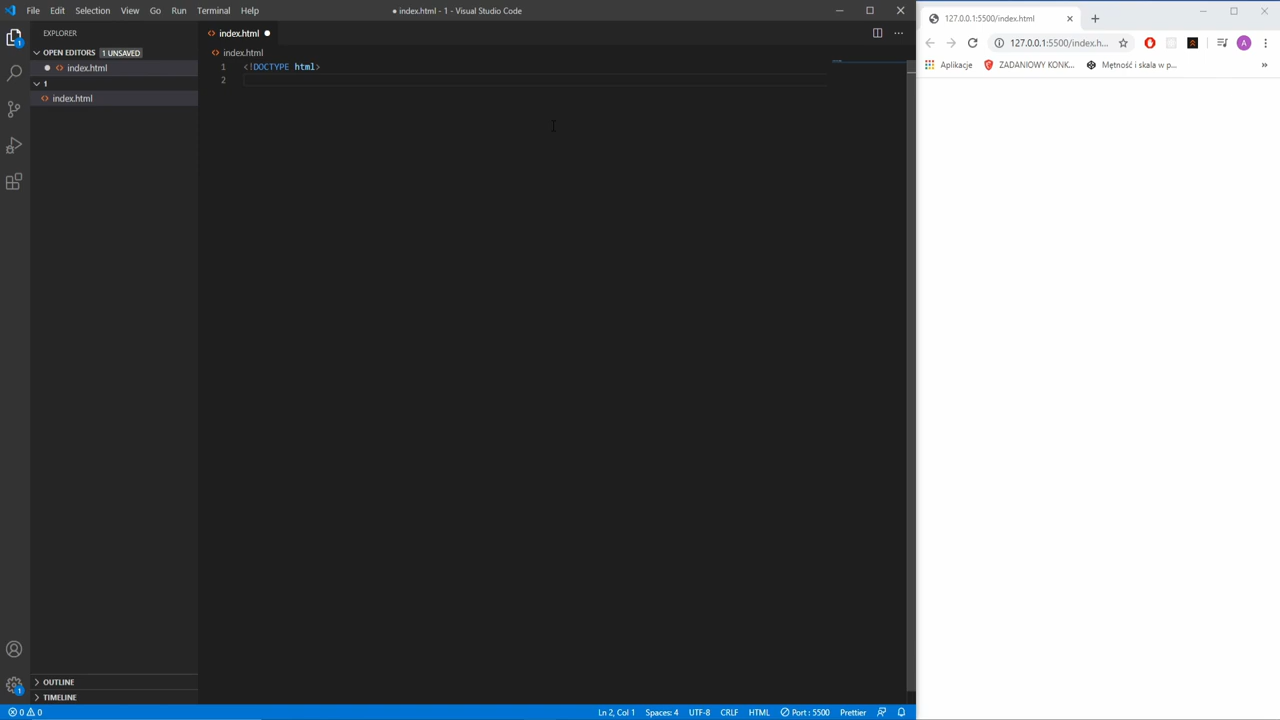 File Edit Selection View Go Run Terminal Help
● index.html - 1 - Visual Studio Code
EXPLORER
OPEN EDITORS 1 UNSAVED
index.html
1
index.html
OUTLINE
TIMELINE
index.html
index.html
1 <!DOCTYPE html>
2
0 0
Ln 2, Col 1 Spaces: 4 UTF-8 CRLF HTML Port : 5500 Prettier
127.0.0.1:5500/index.html
127.0.0.1:5500/index.h...
A
Aplikacje ZADANIOWY KONK... Mętność i skala w p... »